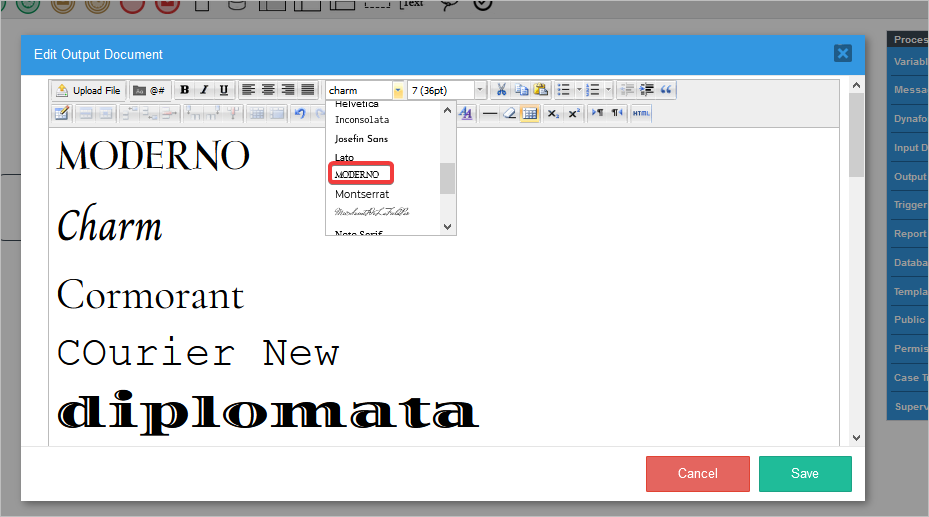 Text
Edit Output Document
Upload File @# B I U charm 7 (36pt)
HTML
Helvetica
Inconsolata
Josefin Sans
Lato
MODERNO
Montserrat
Noto Serif
MODERNO
Charm
Cormorant
COurier New
diplomata
Cancel Save
Proces
Variabl
Messa
Dynafo
Input D
Output
Trigger
Report
Databa
Templa
Public
Permis
Case T
Superv